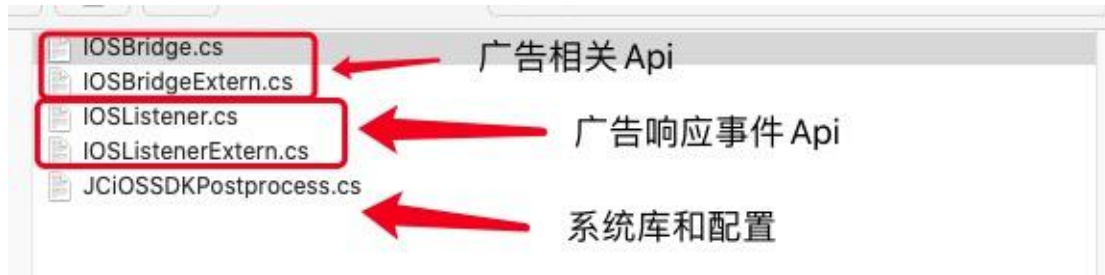 IOSBridge.cs
广告相关 Api
IOSBridgeExtern.cs
IOSListener.cs
广告响应事件 Api
IOSListenerExtern.cs
JCiOSSDKPostprocess.cs
系统库和配置